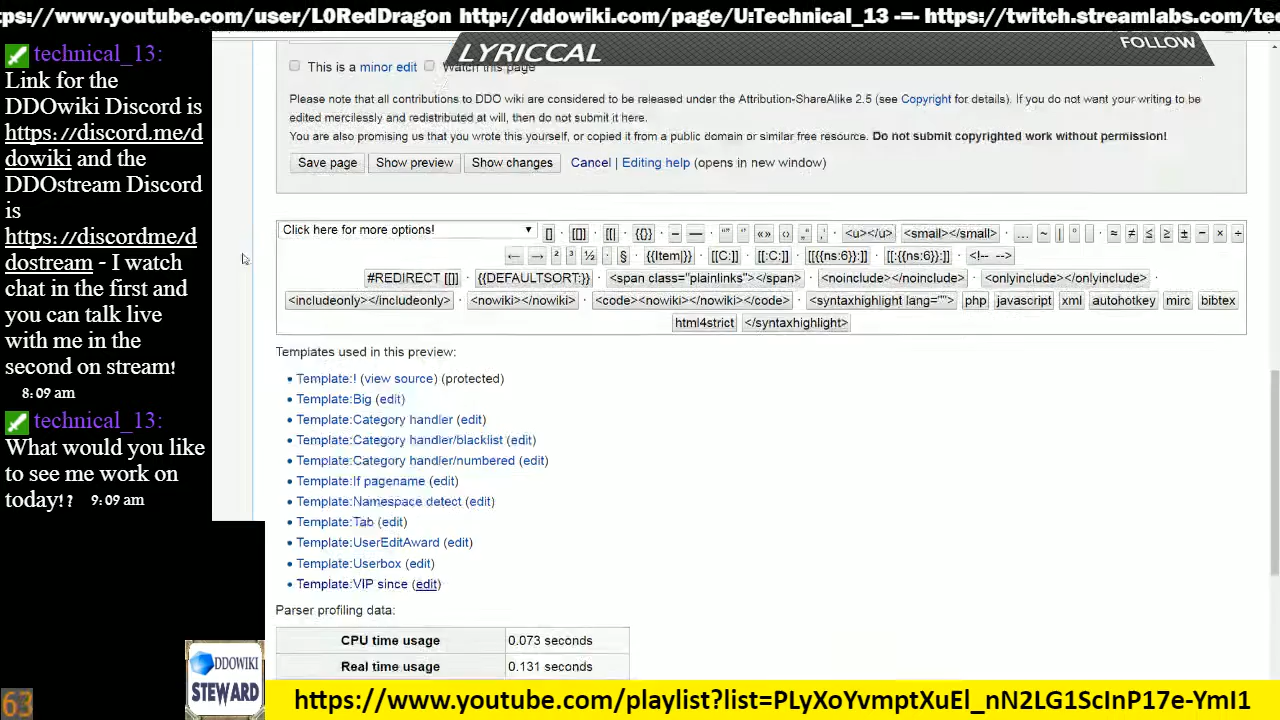 https://www.youtube.com/user/L0RedDragon http://ddowiki.com/page/U:Technical_13 -=- https://twitch.streamlabs.com/tec
technical_13:
Link for the
DDOwiki Discord is
https://discord.me/d
dowiki and the
DDOstream Discord
is
https://discordme/d
dostream - I watch
chat in the first and
you can talk live
with me in the
second on stream!
8:09 am
technical_13:
What would you like
to see me work on
today!? 9:09 am
LYRICCAL
FOLLOW
This is a minor edit Watch this page
Please note that all contributions to DDO wiki are considered to be released under the Attribution-ShareAlike 2.5 (see Copyright for details). If you do not want your writing to be
edited mercilessly and redistributed at will, then do not submit it here.
You are also promising us that you wrote this yourself, or copied it from a public domain or similar free resource. Do not submit copyrighted work without permission!
Save page Show preview Show changes Cancel | Editing help (opens in new window)
Click here for more options! [] · [[]] · [[| · {{}} · – — · “” ‘’ «» ‹› „“ ‚‘ · <u></u> · <small></small> · … ~ | ° · ≈ ≠ ≤ ≥ ± − × ÷
← → ² ³ ½ · § {{Item|}} · [[C:]] · [[:C:]] · [[{{ns:6}}:]] · [[:{{ns:6}}:]] · <!-- -->
#REDIRECT [[]] · {{DEFAULTSORT:}} · <span class="plainlinks"></span> · <noinclude></noinclude> · <onlyinclude></onlyinclude> ·
<includeonly></includeonly> · <nowiki></nowiki> · <code><nowiki></nowiki></code> · <syntaxhighlight lang=""> php javascript xml autohotkey mirc bibtex
html4strict </syntaxhighlight>
Templates used in this preview:
Template:! (view source) (protected)
Template:Big (edit)
Template:Category handler (edit)
Template:Category handler/blacklist (edit)
Template:Category handler/numbered (edit)
Template:If pagename (edit)
Template:Namespace detect (edit)
Template:Tab (edit)
Template:UserEditAward (edit)
Template:Userbox (edit)
Template:VIP since (edit)
Parser profiling data:
CPU time usage 0.073 seconds
Real time usage 0.131 seconds
DDOWIKI
STEWARD
63
https://www.youtube.com/playlist?list=PLyXoYvmptXuEl_nN2LG1ScInP17e-YmI1